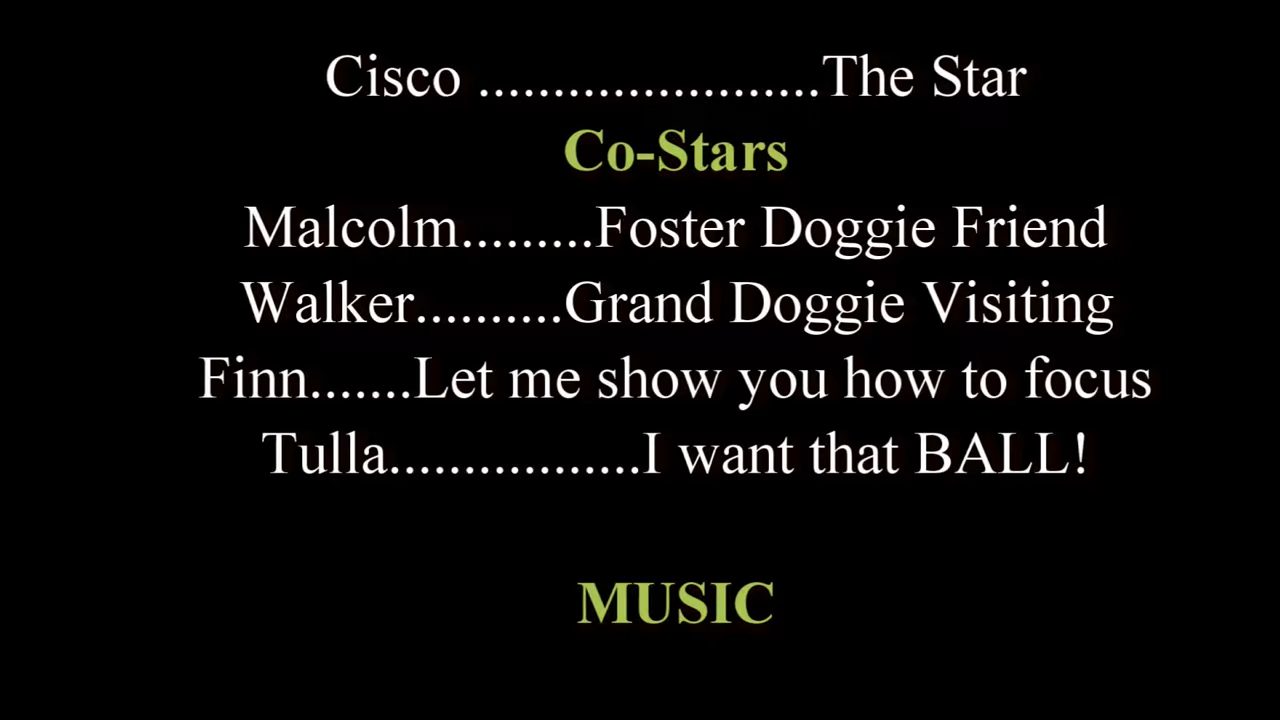 Cisco .......................The Star
Co-Stars
Malcolm.........Foster Doggie Friend
Walker..........Grand Doggie Visiting
Finn.......Let me show you how to focus
Tulla.................I want that BALL!
MUSIC